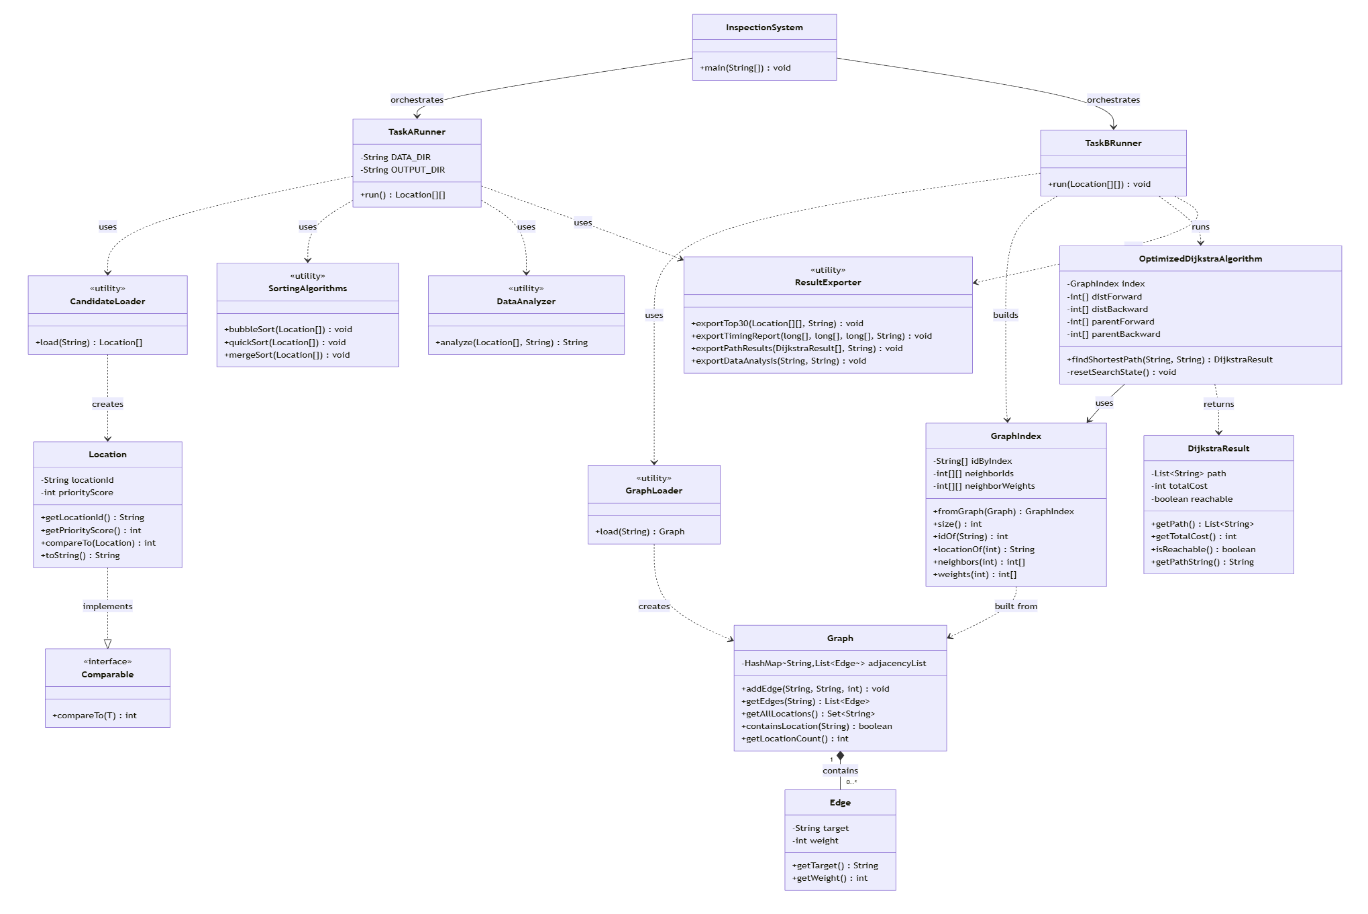 InspectionSystem
+main(String[]) : void
orchestrates
orchestrates
TaskARunner
-String DATA_DIR
-String OUTPUT_DIR
+run() : Location[][]
TaskBRunner
+run(Location[][]) : void
uses
uses
uses
uses
runs
«utility»
CandidateLoader
+load(String) : Location[]
«utility»
SortingAlgorithms
+bubbleSort(Location[]) : void
+quickSort(Location[]) : void
+mergeSort(Location[]) : void
«utility»
DataAnalyzer
+analyze(Location[], String) : String
«utility»
ResultExporter
+exportTop30(Location[][], String) : void
+exportTimingReport(long[], long[], long[], String) : void
+exportPathResults(DijkstraResult[], String) : void
+exportDataAnalysis(String, String) : void
OptimizedDijkstraAlgorithm
-GraphIndex index
-int[] distForward
-int[] distBackward
-int[] parentForward
-int[] parentBackward
+findShortestPath(String, String) : DijkstraResult
-resetSearchState() : void
uses
builds
creates
uses
returns
Location
-String locationId
-int priorityScore
+getLocationId() : String
+getPriorityScore() : int
+compareTo(Location) : int
+toString() : String
«utility»
GraphLoader
+load(String) : Graph
GraphIndex
-String[] idByIndex
-int[][] neighborIds
-int[][] neighborWeights
+fromGraph(Graph) : GraphIndex
+size() : int
+idOf(String) : int
+locationOf(int) : String
+neighbors(int) : int[]
+weights(int) : int[]
DijkstraResult
-List<String> path
-int totalCost
-boolean reachable
+getPath() : List<String>
+getTotalCost() : int
+isReachable() : boolean
+getPathString() : String
implements
creates
built from
«interface»
Comparable
+compareTo(T) : int
Graph
-HashMap~String,List<Edge~> adjacencyList
+addEdge(String, String, int) : void
+getEdges(String) : List<Edge>
+getAllLocations() : Set<String>
+containsLocation(String) : boolean
+getLocationCount() : int
1
contains
0..*
Edge
-String target
-int weight
+getTarget() : String
+getWeight() : int